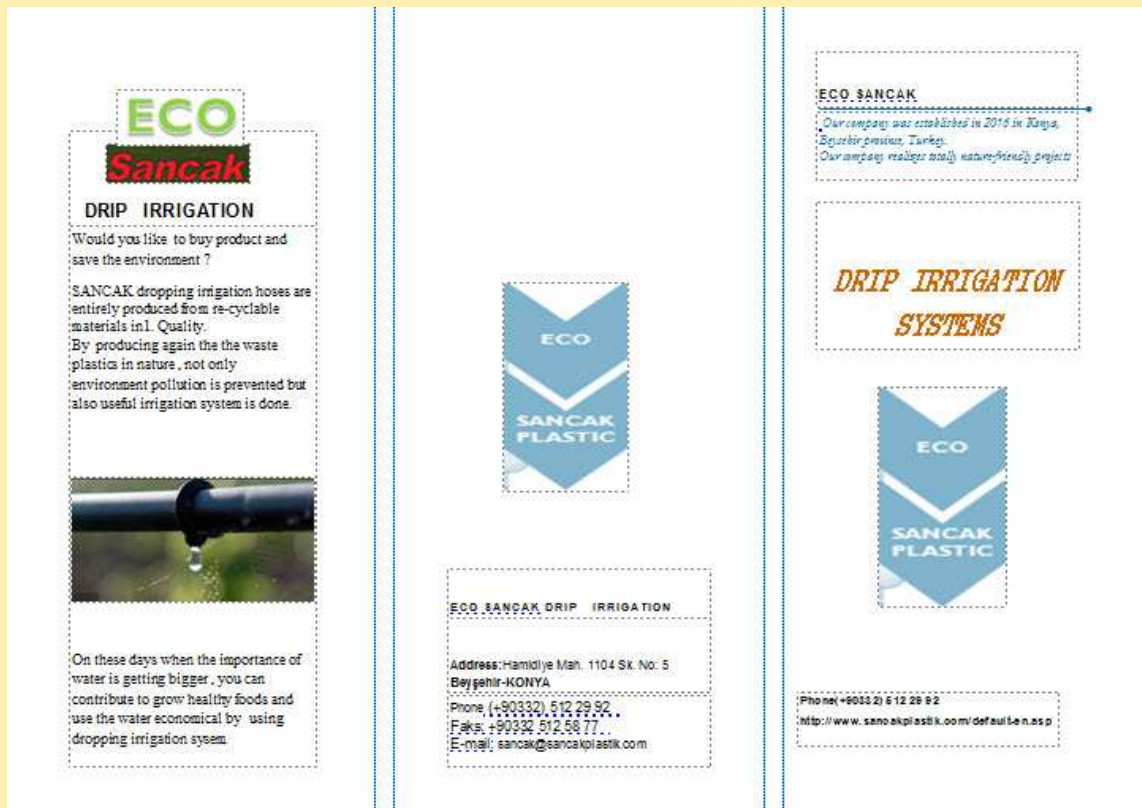 ECO
Sancak
DRIP IRRIGATION
Would you like to buy product and
save the environment ?
SANCAK dropping irrigation hoses are
entirely produced from re-cyclable
materials in1. Quality.
By producing again the the waste
plastics in nature , not only
environment pollution is prevented but
also useful irrigation system is done.
On these days when the importance of
water is getting bigger , you can
contribute to grow healthy foods and
use the water economical by using
dropping irrigation sysem
ECO
SANCAK
PLASTIC
ECO SANCAK DRIP IRRIGATION
Address:Hamidiye Mah. 1104 Sk. No: 5
Beyşehir-KONYA
Phone (+90332) 512 29 92
Faks: +90332 512 58 77
E-mail: sancak@sancakplastik.com
ECO SANCAK
Our company was established in 2016 in Konya,
Beysehir province, Turkey.
Our company realizes totally nature-friendly projects
DRIP IRRIGATION
SYSTEMS
ECO
SANCAK
PLASTIC
Phone(+90332) 512 29 92
http://www.sancakplastik.com/default-en.asp